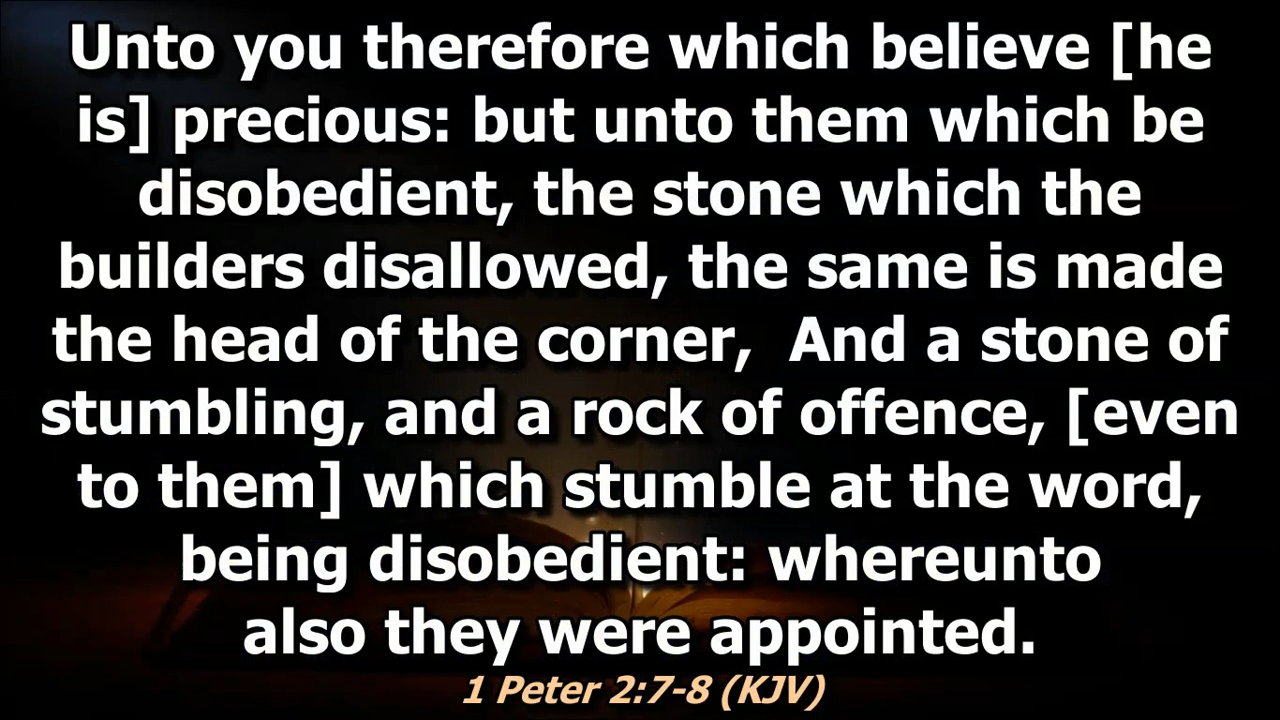 Unto you therefore which believe [he
is] precious: but unto them which be
disobedient, the stone which the
builders disallowed, the same is made
the head of the corner,  And a stone of
stumbling, and a rock of offence, [even
to them] which stumble at the word,
being disobedient: whereunto
also they were appointed.
1 Peter 2:7-8 (KJV)